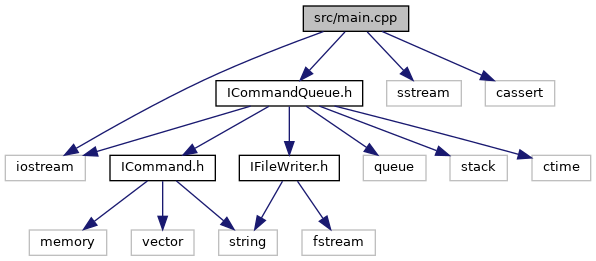 src/main.cpp
ICommandQueue.h
sstream
cassert
iostream
ICommand.h
IFileWriter.h
queue
stack
ctime
memory
vector
string
fstream